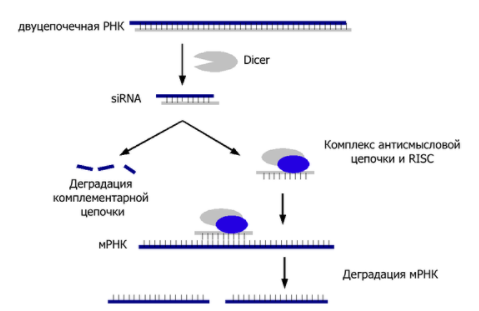 двуцепочечная РНК
Dicer
siRNA
Комплекс антисмысловой
цепочки и RISC
Деградация
комплементарной
цепочки
мРНК
Деградация мРНК